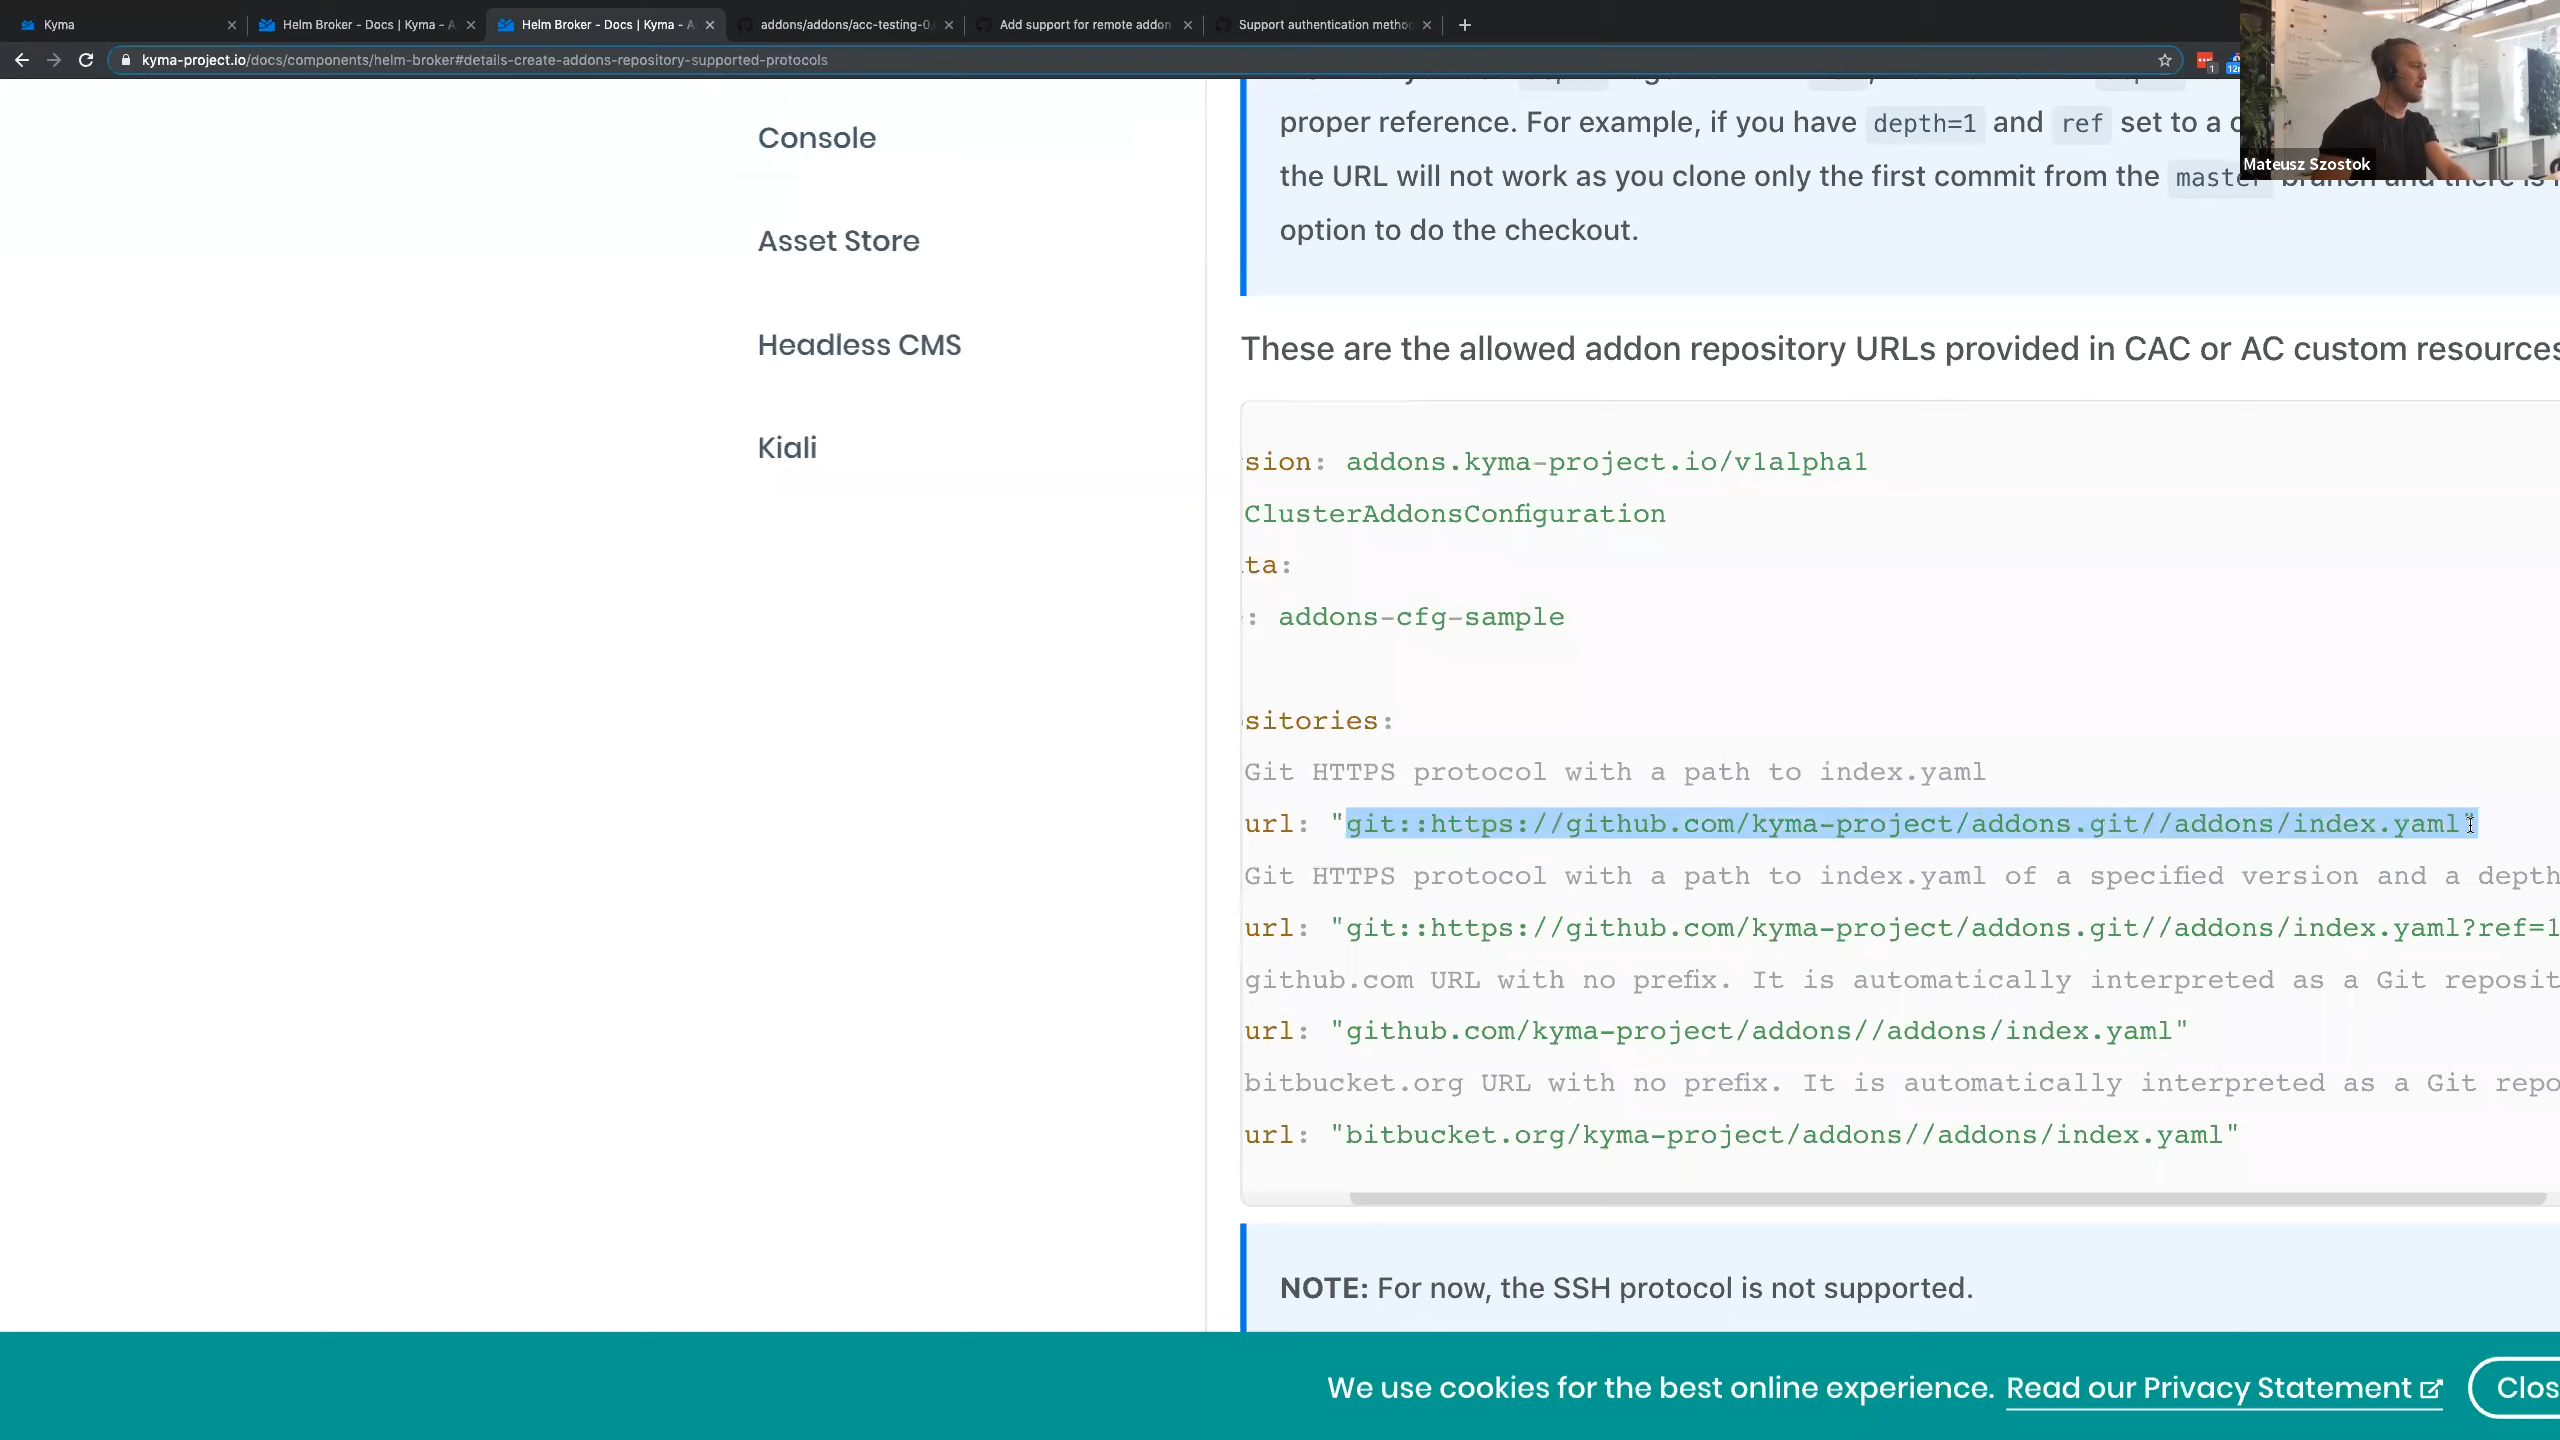 Kyma
Helm Broker - Docs | Kyma - A
Helm Broker - Docs | Kyma - A
addons/addons/acc-testing-0.
Add support for remote addon
Support authentication metho
kyma-project.io/docs/components/helm-broker#details-create-addons-repository-supported-protocols
Mateusz Szostok
Console
Asset Store
Headless CMS
Kiali
proper reference. For example, if you have depth=1 and ref set to a c
the URL will not work as you clone only the first commit from the master branch and there is
option to do the checkout.
These are the allowed addon repository URLs provided in CAC or AC custom resources
sion: addons.kyma-project.io/v1alpha1
ClusterAddonsConfiguration
ta:
: addons-cfg-sample
sitories:
Git HTTPS protocol with a path to index.yaml
url: "git::https://github.com/kyma-project/addons.git//addons/index.yaml"
Git HTTPS protocol with a path to index.yaml of a specified version and a depth
url: "git::https://github.com/kyma-project/addons.git//addons/index.yaml?ref=1
github.com URL with no prefix. It is automatically interpreted as a Git reposit
url: "github.com/kyma-project/addons//addons/index.yaml"
bitbucket.org URL with no prefix. It is automatically interpreted as a Git repo
url: "bitbucket.org/kyma-project/addons//addons/index.yaml"
NOTE: For now, the SSH protocol is not supported.
We use cookies for the best online experience. Read our Privacy Statement
Clos